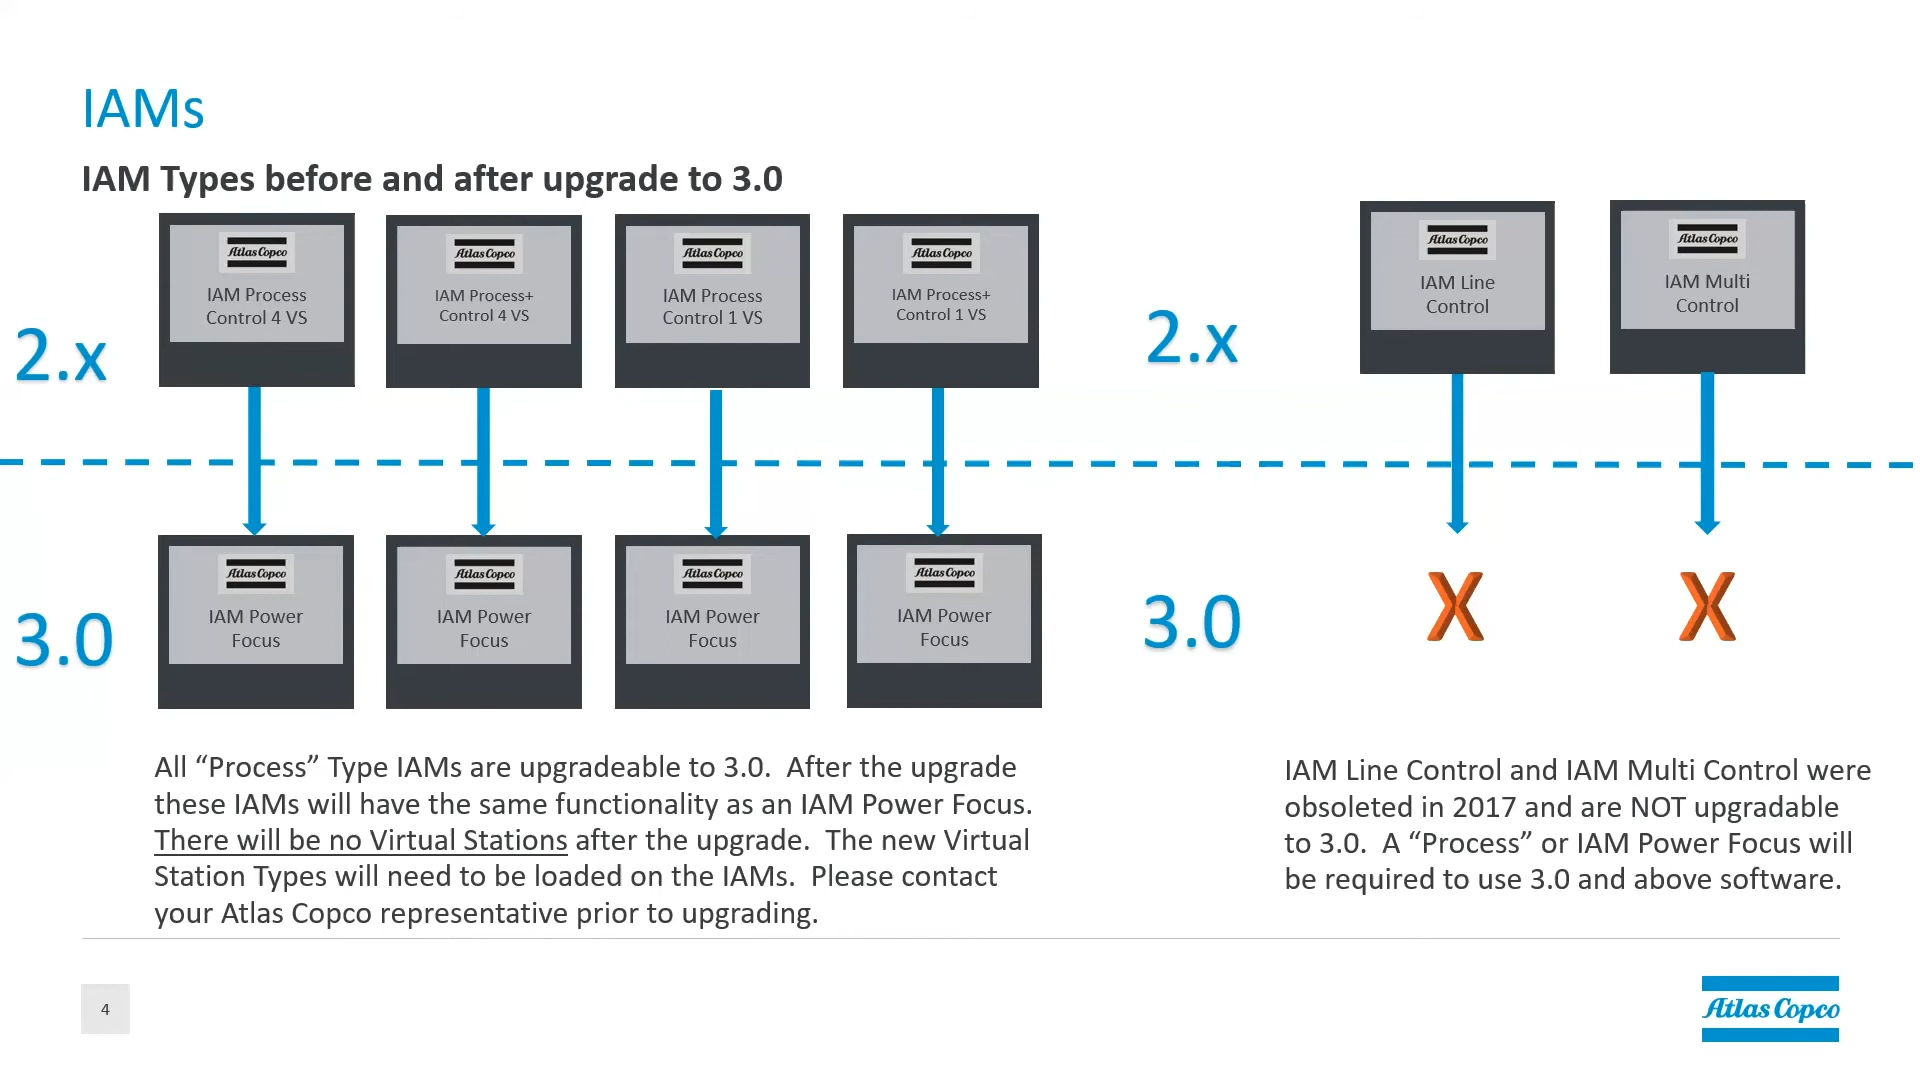 IAMs
IAM Types before and after upgrade to 3.0
2.x
Atlas Copco
IAM Process
Control 4 VS
Atlas Copco
IAM Process+
Control 4 VS
Atlas Copco
IAM Process
Control 1 VS
Atlas Copco
IAM Process+
Control 1 VS
3.0
Atlas Copco
IAM Power
Focus
Atlas Copco
IAM Power
Focus
Atlas Copco
IAM Power
Focus
Atlas Copco
IAM Power
Focus
All “Process” Type IAMs are upgradeable to 3.0.  After the upgrade
these IAMs will have the same functionality as an IAM Power Focus.
There will be no Virtual Stations after the upgrade.  The new Virtual
Station Types will need to be loaded on the IAMs.  Please contact
your Atlas Copco representative prior to upgrading.
2.x
Atlas Copco
IAM Line
Control
Atlas Copco
IAM Multi
Control
3.0
X
X
IAM Line Control and IAM Multi Control were
obsoleted in 2017 and are NOT upgradable
to 3.0.  A “Process” or IAM Power Focus will
be required to use 3.0 and above software.
4
Atlas Copco